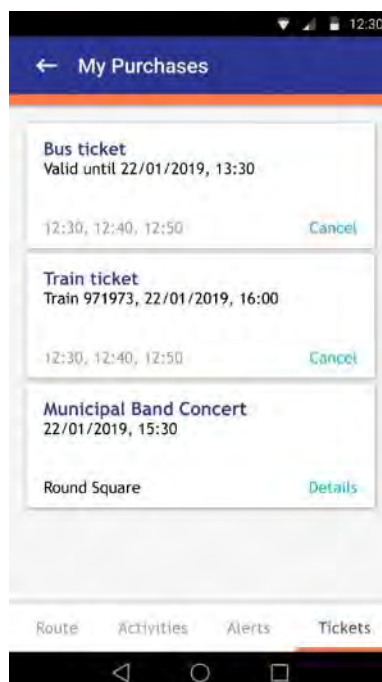 12:30
My Purchases
Bus ticket
Valid until 22/01/2019, 13:30
12:30, 12:40, 12:50
Cancel
Train ticket
Train 971973, 22/01/2019, 16:00
12:30, 12:40, 12:50
Cancel
Municipal Band Concert
22/01/2019, 15:30
Round Square
Details
Route Activities Alerts Tickets